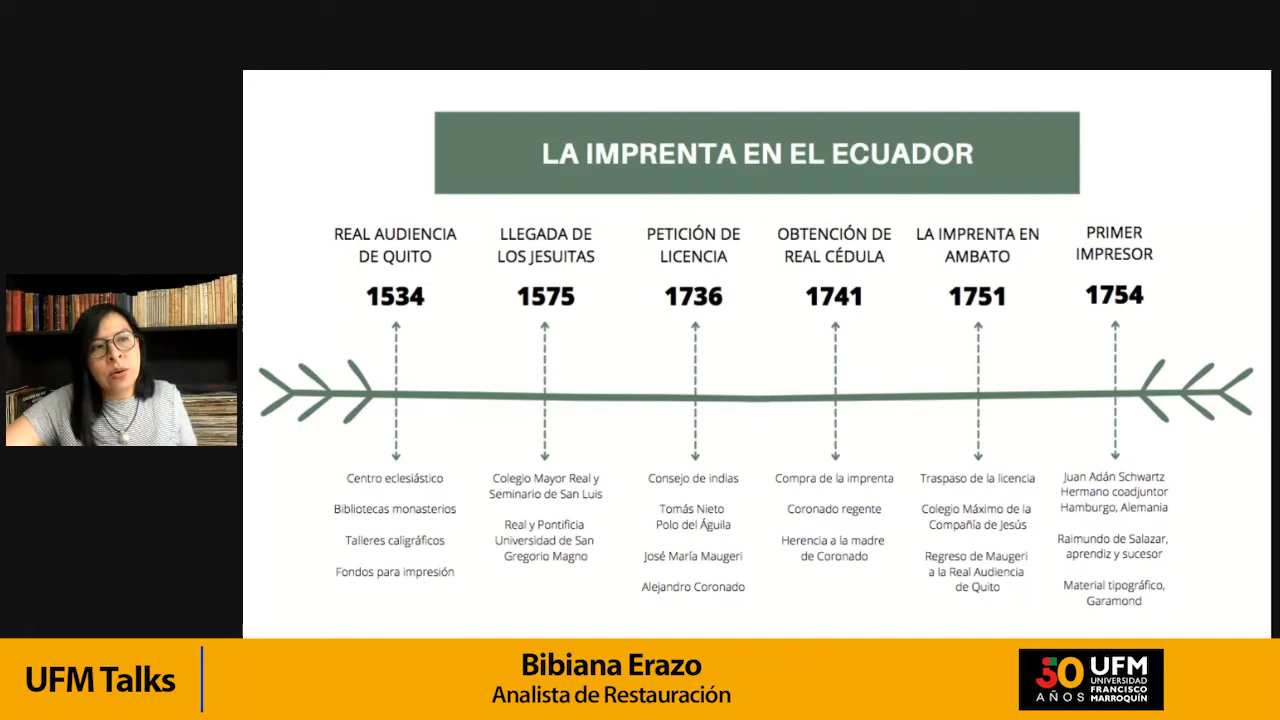 LA IMPRENTA EN EL ECUADOR
REAL AUDIENCIA
DE QUITO
1534
Centro eclesiástico
Bibliotecas monasterios
Talleres caligráficos
Fondos para impresión
LLEGADA DE
LOS JESUITAS
1575
Colegio Mayor Real y
Seminario de San Luis
Real y Pontificia
Universidad de San
Gregorio Magno
PETICIÓN DE
LICENCIA
1736
Consejo de indias
Tomás Nieto
Polo del Águila
José María Maugeri
Alejandro Coronado
OBTENCIÓN DE
REAL CÉDULA
1741
Compra de la imprenta
Coronado regente
Herencia a la madre
de Coronado
LA IMPRENTA EN
AMBATO
1751
Traspaso de la licencia
Colegio Máximo de la
Compañía de Jesús
Regreso de Maugeri
a la Real Audiencia
de Quito
PRIMER
IMPRESOR
1754
Juan Adán Schwartz
Hermano coadjuntor
Hamburgo, Alemania
Raimundo de Salazar,
aprendiz y sucesor
Material tipográfico,
Garamond
UFM Talks
Bibiana Erazo
Analista de Restauración
50
AÑOS
UFM
UNIVERSIDAD
FRANCISCO
MARROQUÍN